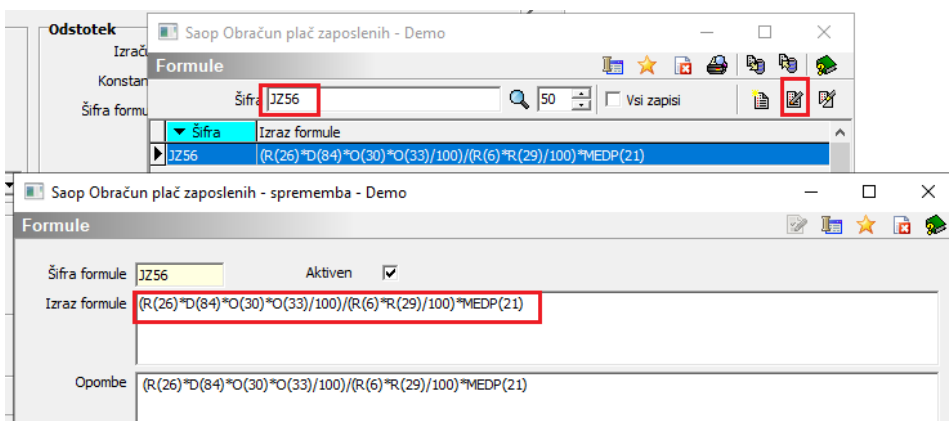 Odstotek
Izraču
Konstan
Šifra formu
Saop Obračun plač zaposlenih - Demo
Formule
Šifra JZ56 50 Vsi zapisi
Šifra Izraz formule
JZ56 (R(26)*D(84)*O(30)*O(33)/100)/(R(6)*R(29)/100)*MEDP(21)
Saop Obračun plač zaposlenih - sprememba - Demo
Formule
Šifra formule JZ56 Aktiven
Izraz formule (R(26)*D(84)*O(30)*O(33)/100)/(R(6)*R(29)/100)*MEDP(21)
Opombe (R(26)*D(84)*O(30)*O(33)/100)/(R(6)*R(29)/100)*MEDP(21)